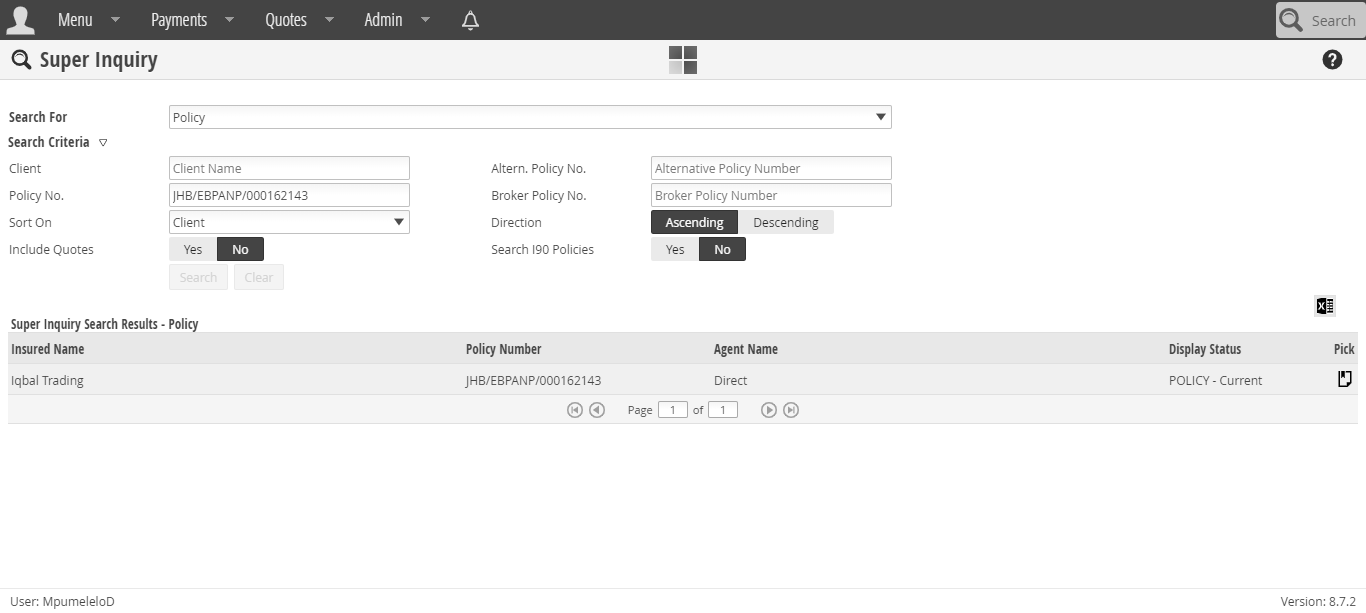 Menu Payments Quotes Admin Search
Super Inquiry ?
Search For Policy
Search Criteria
Client Client Name Altern. Policy No. Alternative Policy Number
Policy No. JHB/EBPANP/000162143 Broker Policy No. Broker Policy Number
Sort On Client Direction Ascending Descending
Include Quotes Yes No Search I90 Policies Yes No
Search Clear
X
Super Inquiry Search Results - Policy
Insured Name Policy Number Agent Name Display Status Pick
Iqbal Trading JHB/EBPANP/000162143 Direct POLICY - Current
Page 1 of 1
User: MpumeleloD Version: 8.7.2